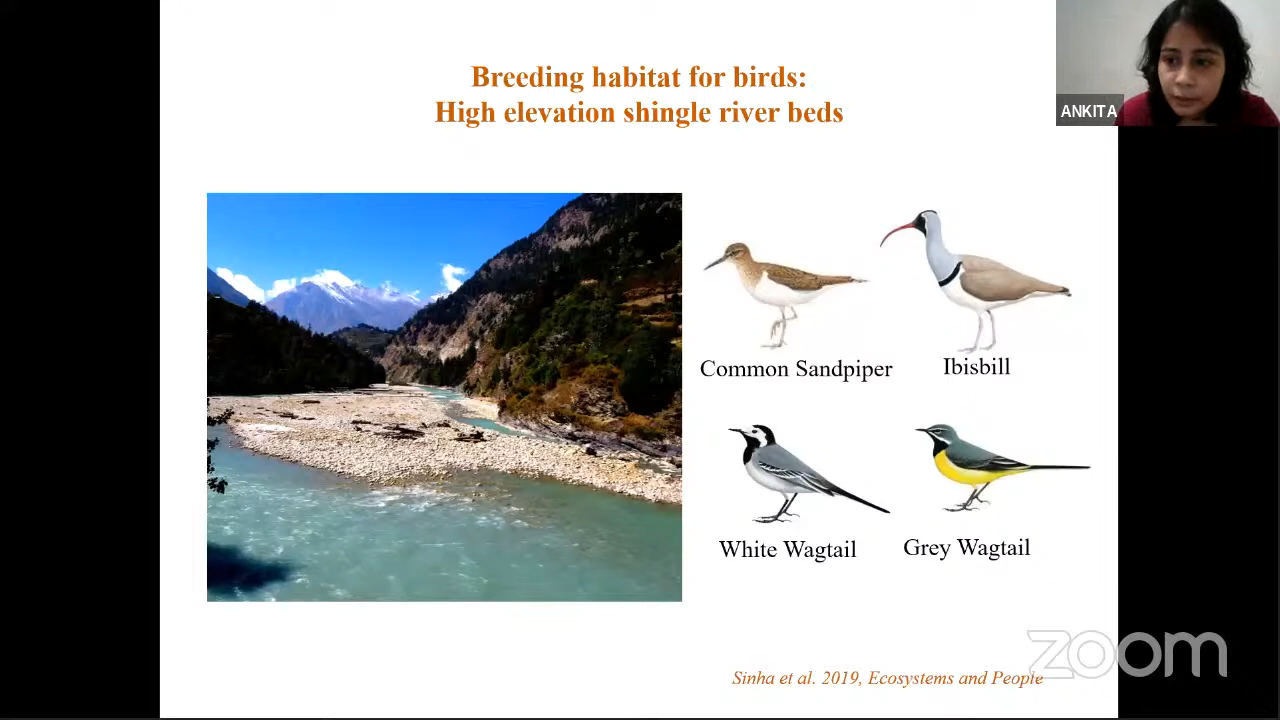 Breeding habitat for birds:
High elevation shingle river beds
ANKITA
Common Sandpiper
Ibisbill
White Wagtail
Grey Wagtail
zoom
Sinha et al. 2019, Ecosystems and People